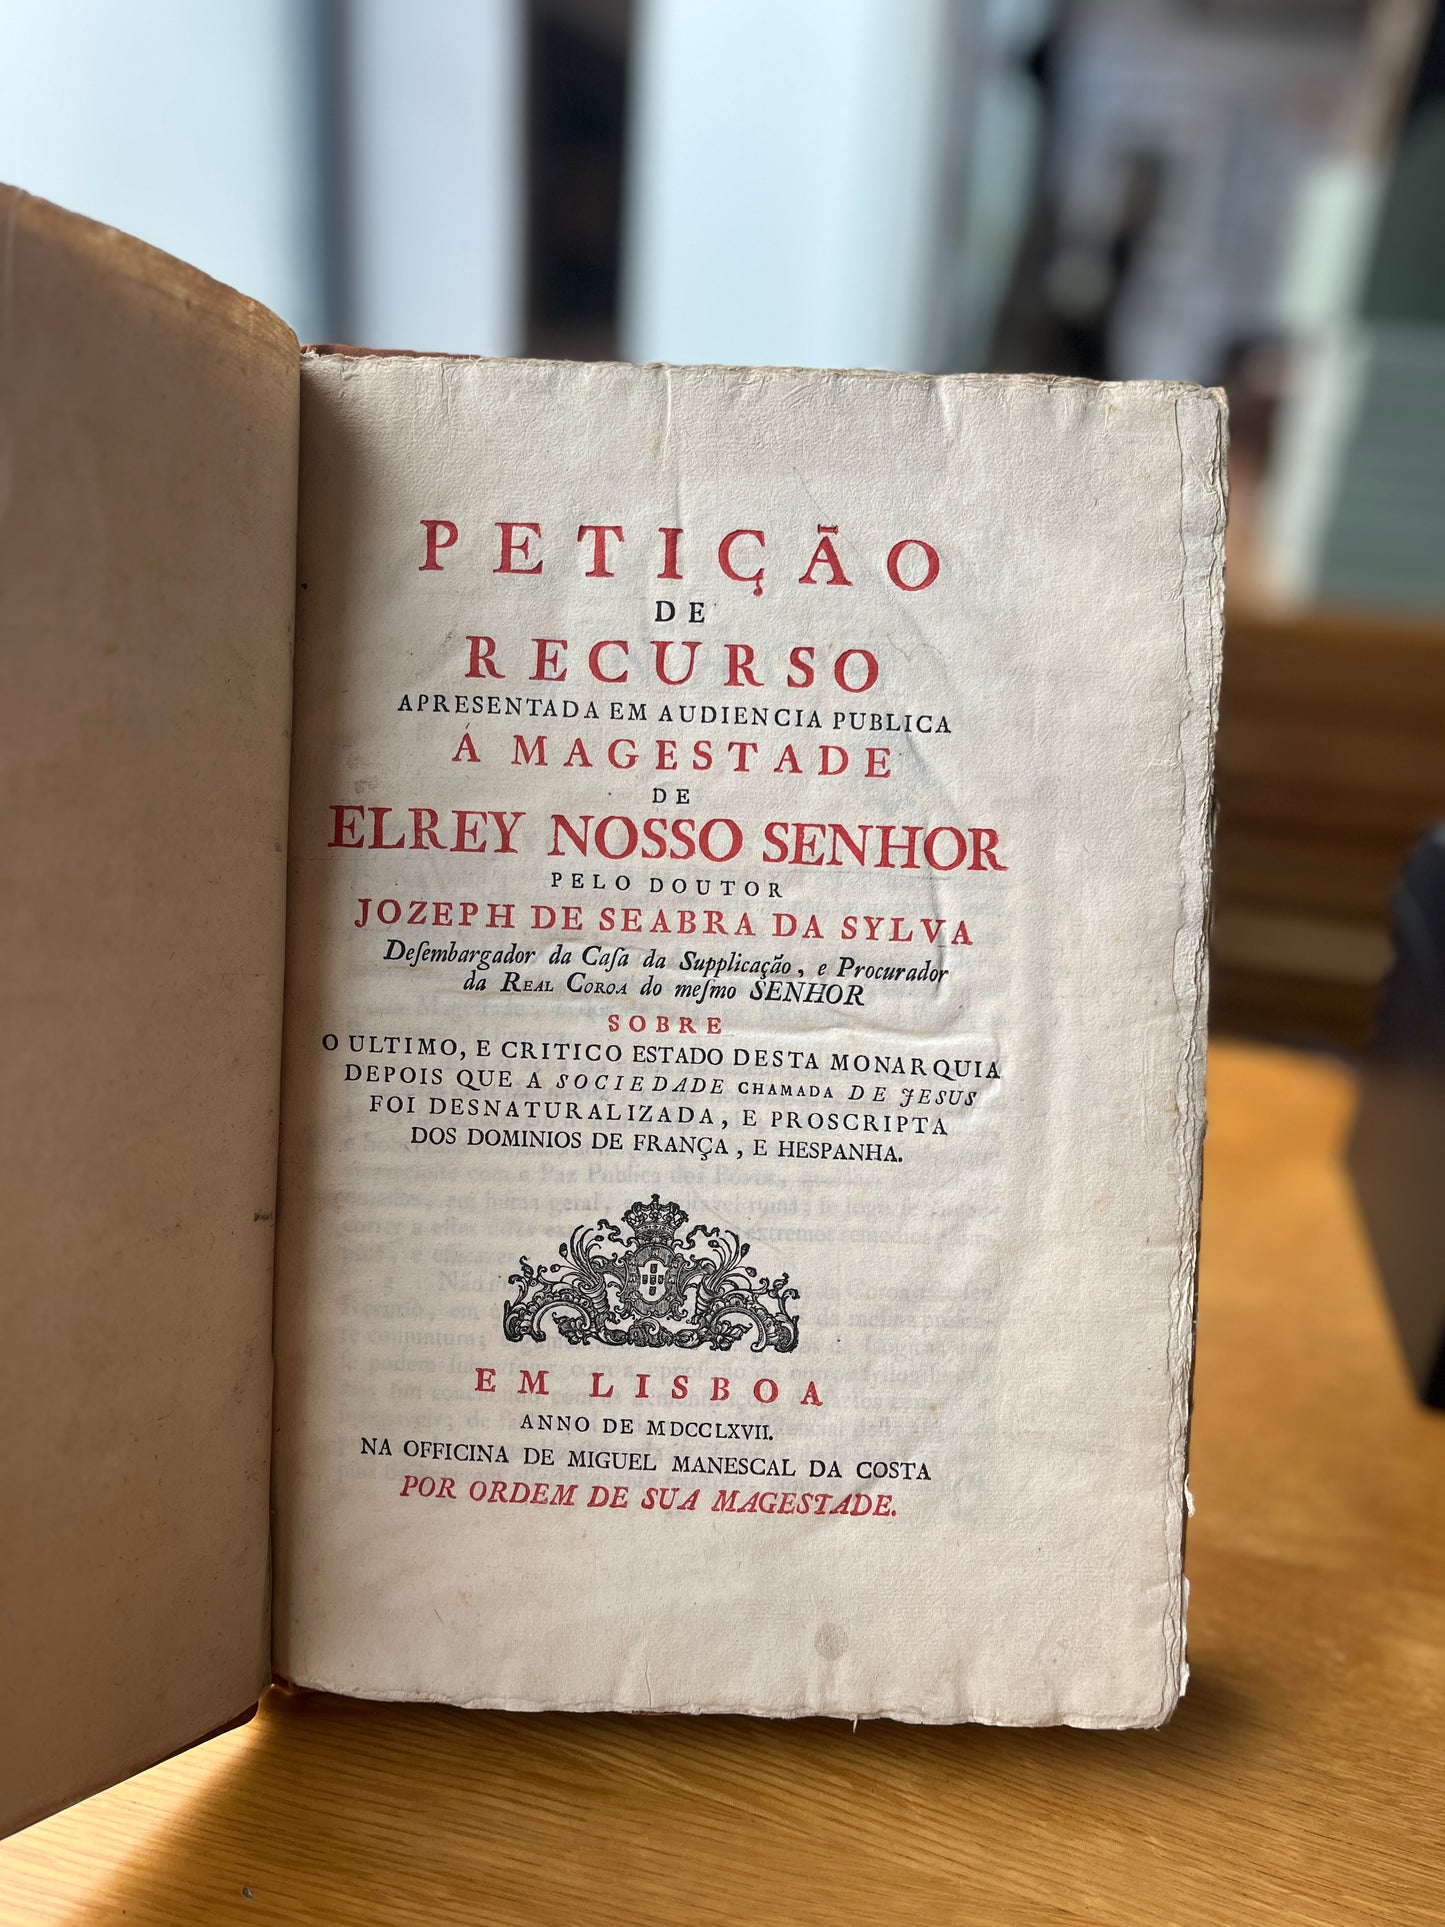 PETIÇÃO
DE
RECURSO
APRESENTADA EM AUDIENCIA PUBLICA
Á MAGESTADE
DE
ELREY NOSSO SENHOR
PELO DOUTOR
JOZEPH DE SEABRA DA SYLVA
Deſembargador da Caſa da Supplicação, e Procurador
da REAL COROA do meſmo SENHOR
SOBRE
O ULTIMO, E CRITICO ESTADO DESTA MONARQUIA
DEPOIS QUE A SOCIEDADE CHAMADA DE JESUS
FOI DESNATURALIZADA, E PROSCRIPTA
DOS DOMINIOS DE FRANÇA, E HESPANHA.
EM LISBOA
ANNO DE MDCCLXVII.
NA OFFICINA DE MIGUEL MANESCAL DA COSTA
POR ORDEM DE SUA MAGESTADE.